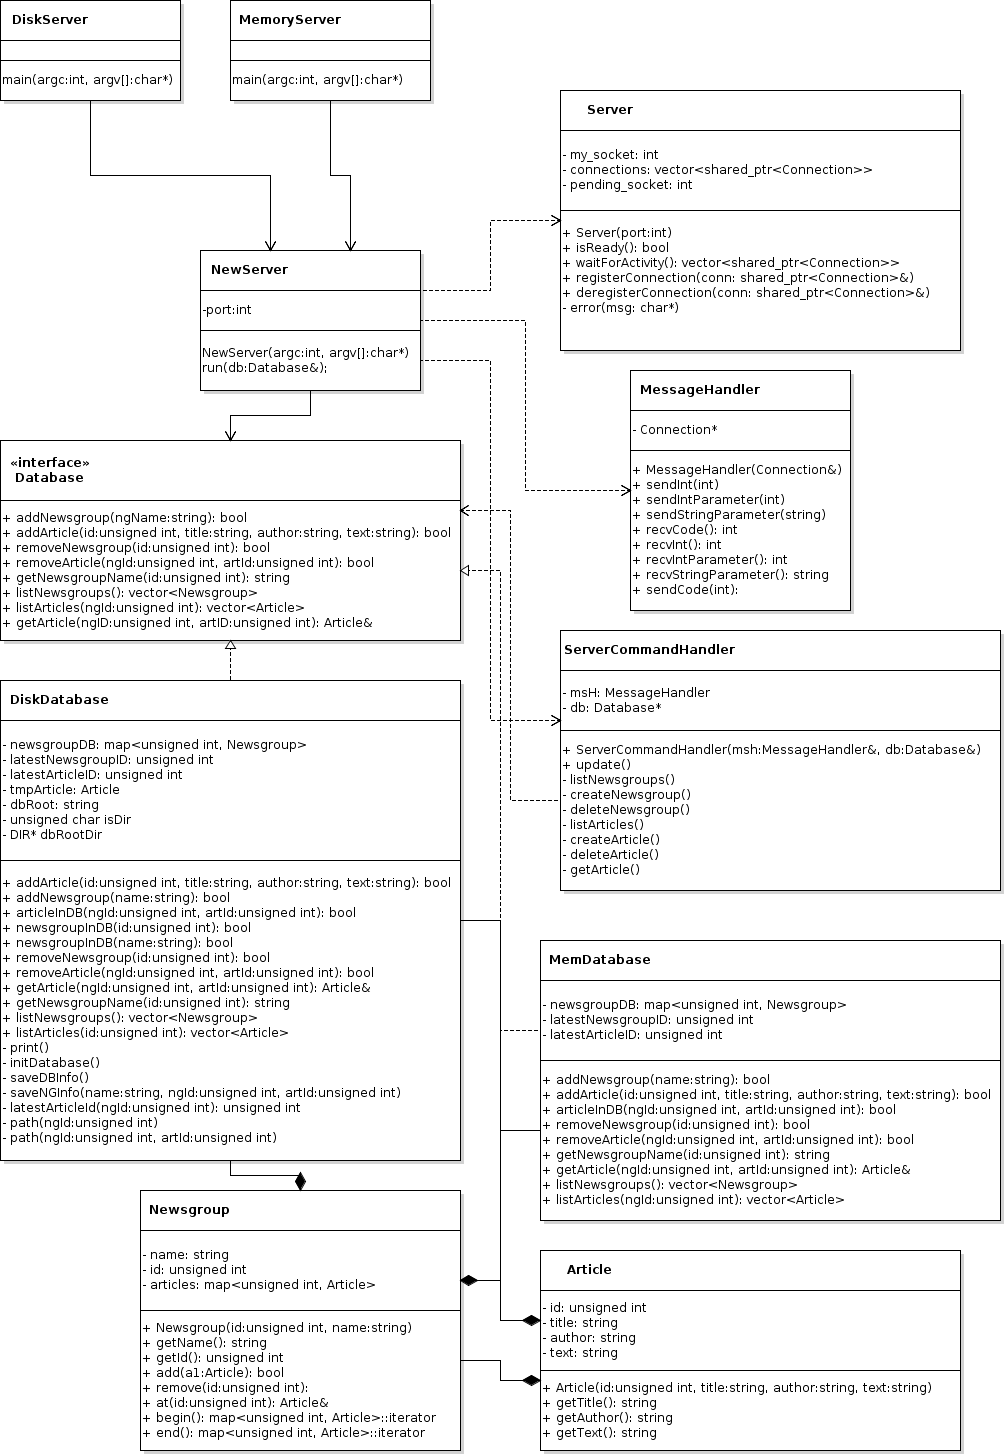 DiskServer
main(argc:int, argv[]:char*)
MemoryServer
main(argc:int, argv[]:char*)
Server
- my_socket: int
- connections: vector<shared_ptr<Connection>>
- pending_socket: int
+ Server(port:int)
+ isReady(): bool
+ waitForActivity(): vector<shared_ptr<Connection>>
+ registerConnection(conn: shared_ptr<Connection>&)
+ deregisterConnection(conn: shared_ptr<Connection>&)
- error(msg: char*)
NewServer
-port:int
NewServer(argc:int, argv[]:char*)
run(db:Database&);
MessageHandler
- Connection*
+ MessageHandler(Connection&)
+ sendInt(int)
+ sendIntParameter(int)
+ sendStringParameter(string)
+ recvCode(): int
+ recvInt(): int
+ recvIntParameter(): int
+ recvStringParameter(): string
+ sendCode(int):
«interface»
Database
+ addNewsgroup(ngName:string): bool
+ addArticle(id:unsigned int, title:string, author:string, text:string): bool
+ removeNewsgroup(id:unsigned int): bool
+ removeArticle(ngId:unsigned int, artId:unsigned int): bool
+ getNewsgroupName(id:unsigned int): string
+ listNewsgroups(): vector<Newsgroup>
+ listArticles(ngId:unsigned int): vector<Article>
+ getArticle(ngID:unsigned int, artID:unsigned int): Article&
ServerCommandHandler
- msH: MessageHandler
- db: Database*
+ ServerCommandHandler(msh:MessageHandler&, db:Database&)
+ update()
- listNewsgroups()
- createNewsgroup()
- deleteNewsgroup()
- listArticles()
- createArticle()
- deleteArticle()
- getArticle()
DiskDatabase
- newsgroupDB: map<unsigned int, Newsgroup>
- latestNewsgroupID: unsigned int
- latestArticleID: unsigned int
- tmpArticle: Article
- dbRoot: string
- unsigned char isDir
- DIR* dbRootDir
+ addArticle(id:unsigned int, title:string, author:string, text:string): bool
+ addNewsgroup(name:string): bool
+ articleInDB(ngId:unsigned int, artId:unsigned int): bool
+ newsgroupInDB(id:unsigned int): bool
+ newsgroupInDB(name:string): bool
+ removeNewsgroup(id:unsigned int): bool
+ removeArticle(ngId:unsigned int, artId:unsigned int): bool
+ getArticle(ngId:unsigned int, artId:unsigned int): Article&
+ getNewsgroupName(id:unsigned int): string
+ listNewsgroups(): vector<Newsgroup>
+ listArticles(id:unsigned int): vector<Article>
- print()
- initDatabase()
- saveDBInfo()
- saveNGInfo(name:string, ngId:unsigned int, artId:unsigned int)
- latestArticleId(ngId:unsigned int): unsigned int
- path(ngId:unsigned int)
- path(ngId:unsigned int, artId:unsigned int)
MemDatabase
- newsgroupDB: map<unsigned int, Newsgroup>
- latestNewsgroupID: unsigned int
- latestArticleID: unsigned int
+ addNewsgroup(name:string): bool
+ addArticle(id:unsigned int, title:string, author:string, text:string): bool
+ articleInDB(ngId:unsigned int, artId:unsigned int): bool
+ removeNewsgroup(id:unsigned int): bool
+ removeArticle(ngId:unsigned int, artId:unsigned int): bool
+ getNewsgroupName(id:unsigned int): string
+ getArticle(ngId:unsigned int, artId:unsigned int): Article&
+ listNewsgroups(): vector<Newsgroup>
+ listArticles(ngId:unsigned int): vector<Article>
Newsgroup
- name: string
- id: unsigned int
- articles: map<unsigned int, Article>
+ Newsgroup(id:unsigned int, name:string)
+ getName(): string
+ getId(): unsigned int
+ add(a1:Article): bool
+ remove(id:unsigned int):
+ at(id:unsigned int): Article&
+ begin(): map<unsigned int, Article>::iterator
+ end(): map<unsigned int, Article>::iterator
Article
- id: unsigned int
- title: string
- author: string
- text: string
+ Article(id:unsigned int, title:string, author:string, text:string)
+ getTitle(): string
+ getAuthor(): string
+ getText(): string